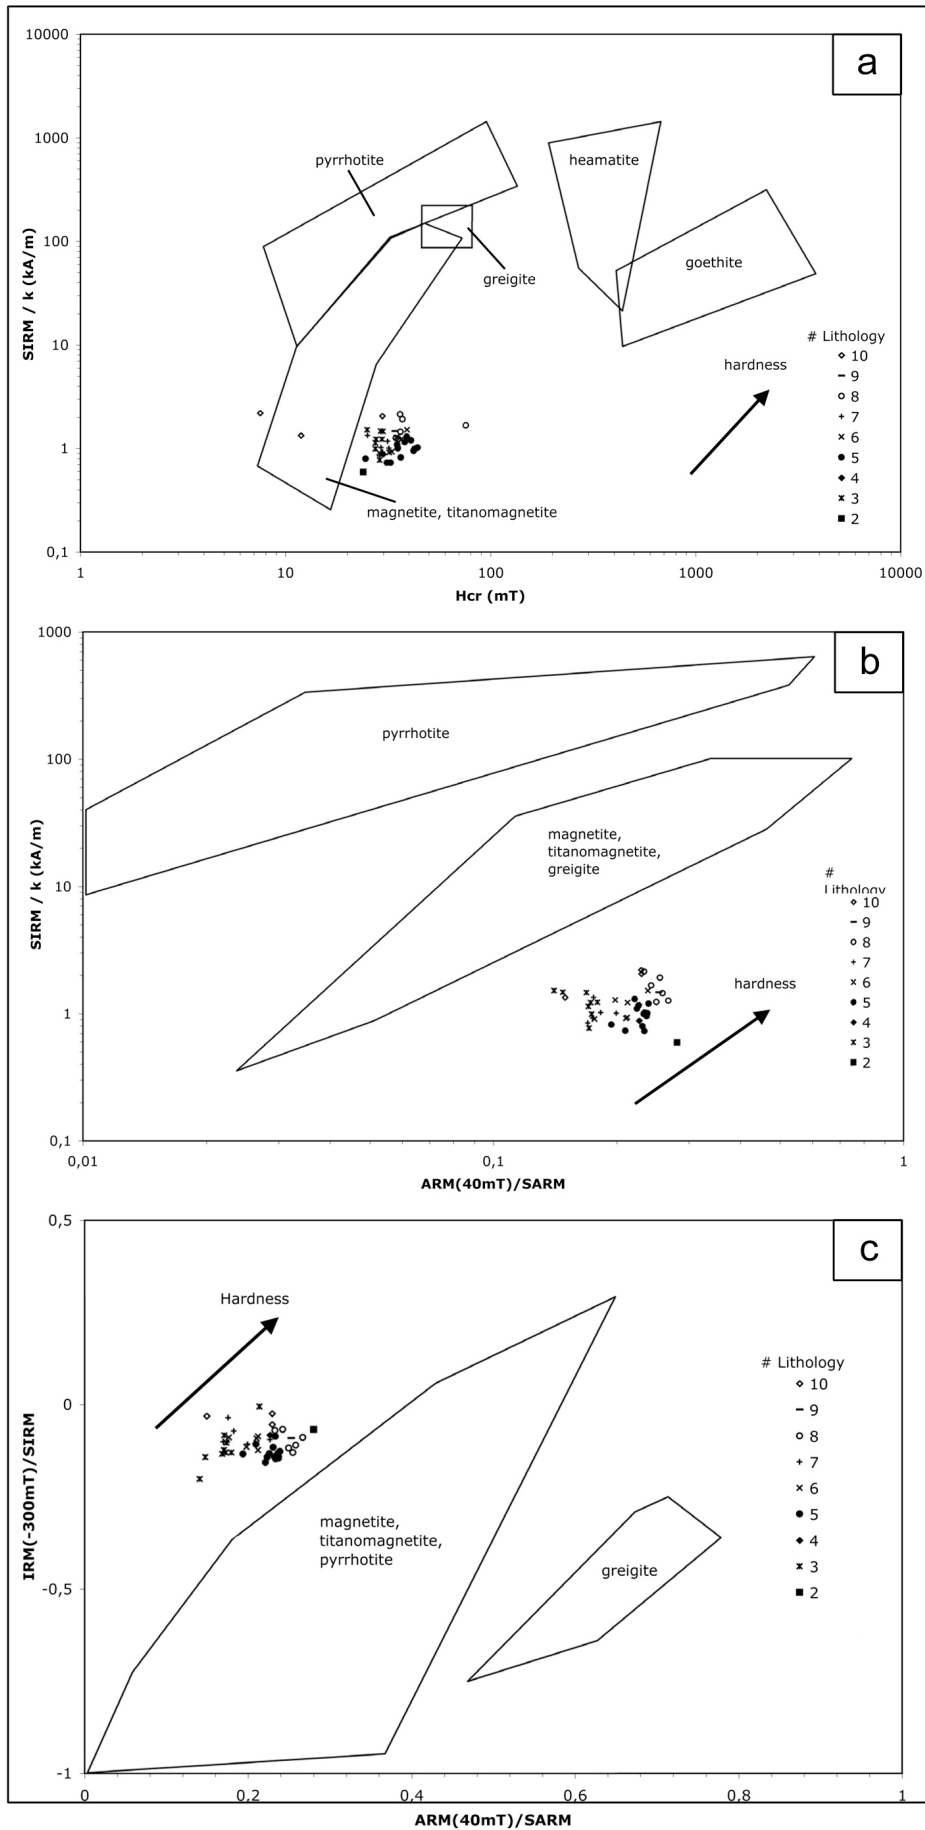 a
10000
1000
100
10
1
0,1
SIRM / k (kA/m)
pyrrhotite
heamatite
goethite
greigite
hardness
magnetite, titanomagnetite
# Lithology
10
9
8
7
6
5
4
3
2
1
10
100
1000
10000
Hcr (mT)
b
1000
100
10
1
0,1
SIRM / k (kA/m)
pyrrhotite
magnetite,
titanomagnetite,
greigite
hardness
#
Lithology
10
9
8
7
6
5
4
3
2
0,01
0,1
1
ARM(40mT)/SARM
c
0,5
0
-0,5
-1
IRM(-300mT)/SIRM
Hardness
magnetite,
titanomagnetite,
pyrrhotite
greigite
# Lithology
10
9
8
7
6
5
4
3
2
0
0,2
0,4
0,6
0,8
1
ARM(40mT)/SARM